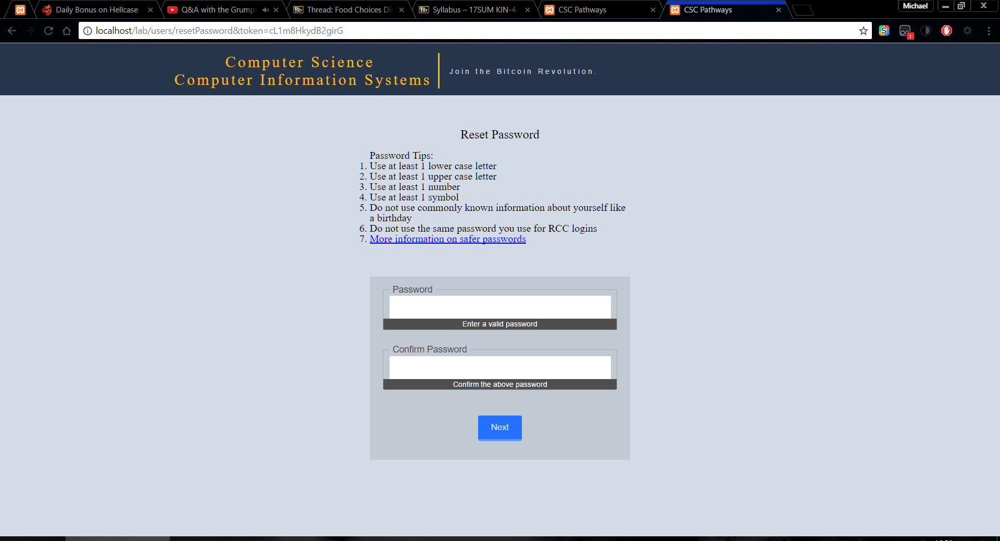 Daily Bonus on Hellcase
Q&A with the Grumps
Bb Thread: Food Choices Di
Bb Syllabus – 17SUM KIN-4-
CSC Pathways
CSC Pathways
Michael
localhost/lab/users/resetPassword&token=cL1m8HkydB2girG
1
Computer Science
Computer Information Systems
Join the Bitcoin Revolution.
Reset Password
Password Tips:
1. Use at least 1 lower case letter
2. Use at least 1 upper case letter
3. Use at least 1 number
4. Use at least 1 symbol
5. Do not use commonly known information about yourself like
a birthday
6. Do not use the same password you use for RCC logins
7. More information on safer passwords
Password
Enter a valid password
Confirm Password
Confirm the above password
Next